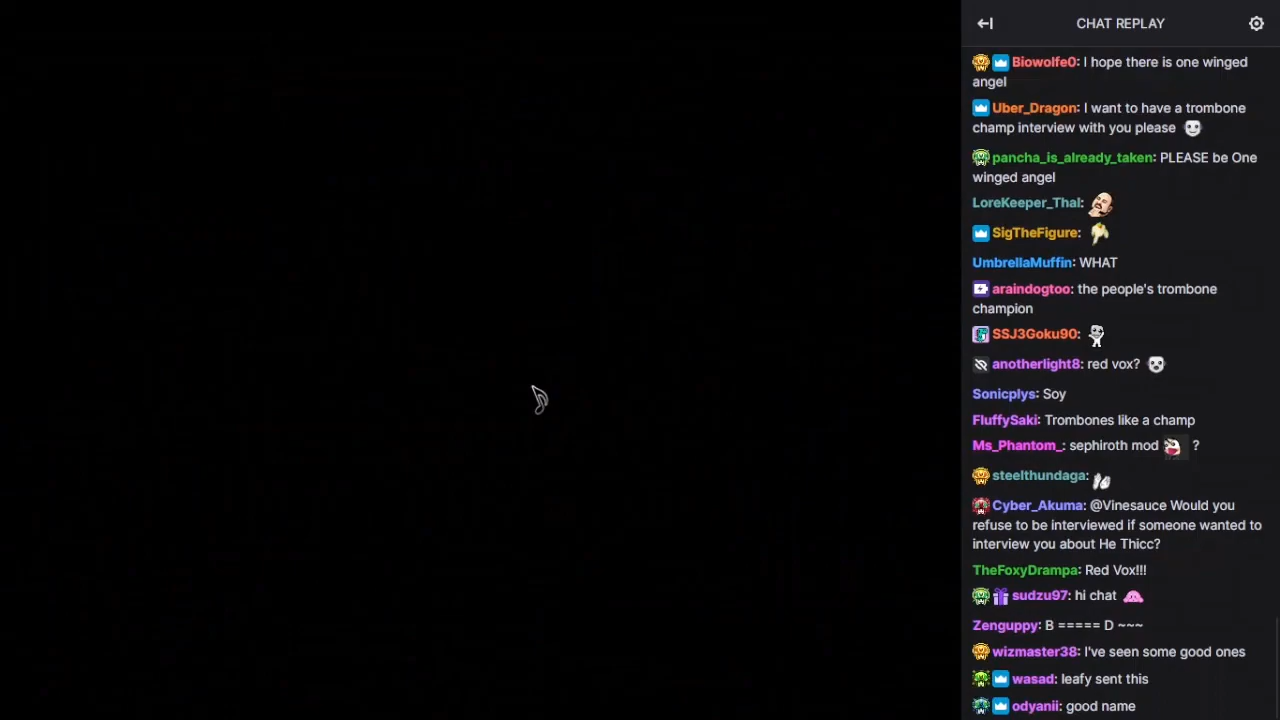 CHAT REPLAY
Biowolfe0: I hope there is one winged
angel
Uber_Dragon: I want to have a trombone
champ interview with you please
pancha_is_already_taken: PLEASE be One
winged angel
LoreKeeper_Thal:
SigTheFigure:
UmbrellaMuffin: WHAT
araindogtoo: the people's trombone
champion
SSJ3Goku90:
anotherlight8: red vox?
Sonicplys: Soy
FluffySaki: Trombones like a champ
Ms_Phantom_: sephiroth mod ?
steelthundaga:
Cyber_Akuma: @Vinesauce Would you
refuse to be interviewed if someone wanted to
interview you about He Thicc?
TheFoxyDrampa: Red Vox!!!
sudzu97: hi chat
Zenguppy: B ===== D ~~~
wizmaster38: I've seen some good ones
wasad: leafy sent this
odyanii: good name